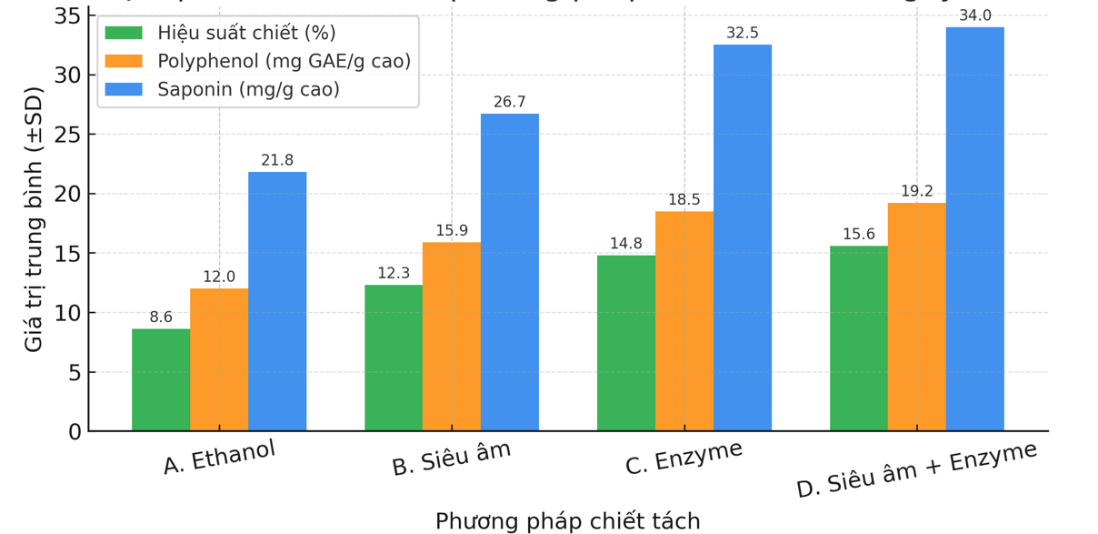 Hiệu suất chiết (%)
Polyphenol (mg GAE/g cao)
Saponin (mg/g cao)
Giá trị trung bình (±SD)
35
30
25
20
15
10
5
0
8.6
12.0
21.8
12.3
15.9
26.7
14.8
18.5
32.5
15.6
19.2
34.0
A. Ethanol
B. Siêu âm
C. Enzyme
D. Siêu âm + Enzyme
Phương pháp chiết tách